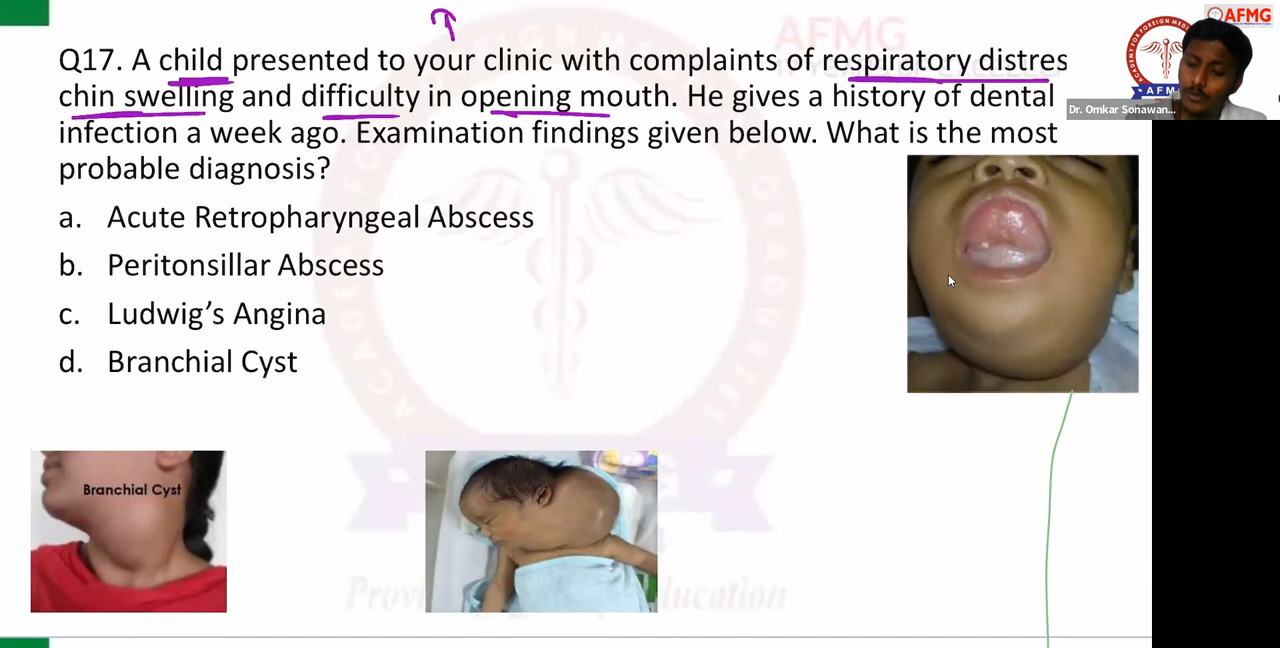 AFMG
AFMG
Q17. A child presented to your clinic with complaints of respiratory distres
chin swelling and difficulty in opening mouth. He gives a history of dental
infection a week ago. Examination findings given below. What is the most
probable diagnosis?
a. Acute Retropharyngeal Abscess
b. Peritonsillar Abscess
c. Ludwig's Angina
d. Branchial Cyst
AFM
Dr. Omkar Sonawan...
Branchial Cyst